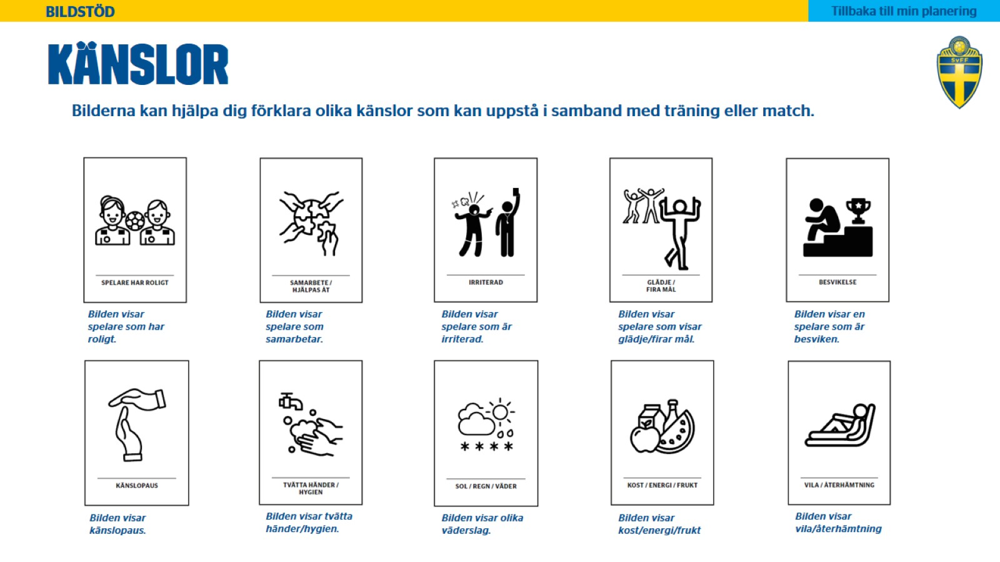 BILDSTÖD
Tillbaka till min planering
KÄNSLOR
SvFF
Bilderna kan hjälpa dig förklara olika känslor som kan uppstå i samband med träning eller match.
SPELARE HAR ROLIGT
SAMARBETE /
HJÄLPAS ÅT
IRRITERAD
GLÄDJE /
FIRA MÅL
BESVIKELSE
Bilden visar
spelare som har
roligt.
Bilden visar
spelare som
samarbetar.
Bilden visar
spelare som är
irriterad.
Bilden visar
spelare som visar
glädje/firar mål.
Bilden visar en
spelare som är
besviken.
KÄNSLOPAUS
TVÄTTA HÄNDER /
HYGIEN
SOL / REGN / VÄDER
KOST / ENERGI / FRUKT
VILA / ÅTERHÄMTNING
Bilden visar
känslopaus.
Bilden visar tvätta
händer/hygien.
Bilden visar olika
väderslag.
Bilden visar
kost/energi/frukt
Bilden visar
vila/återhämtning